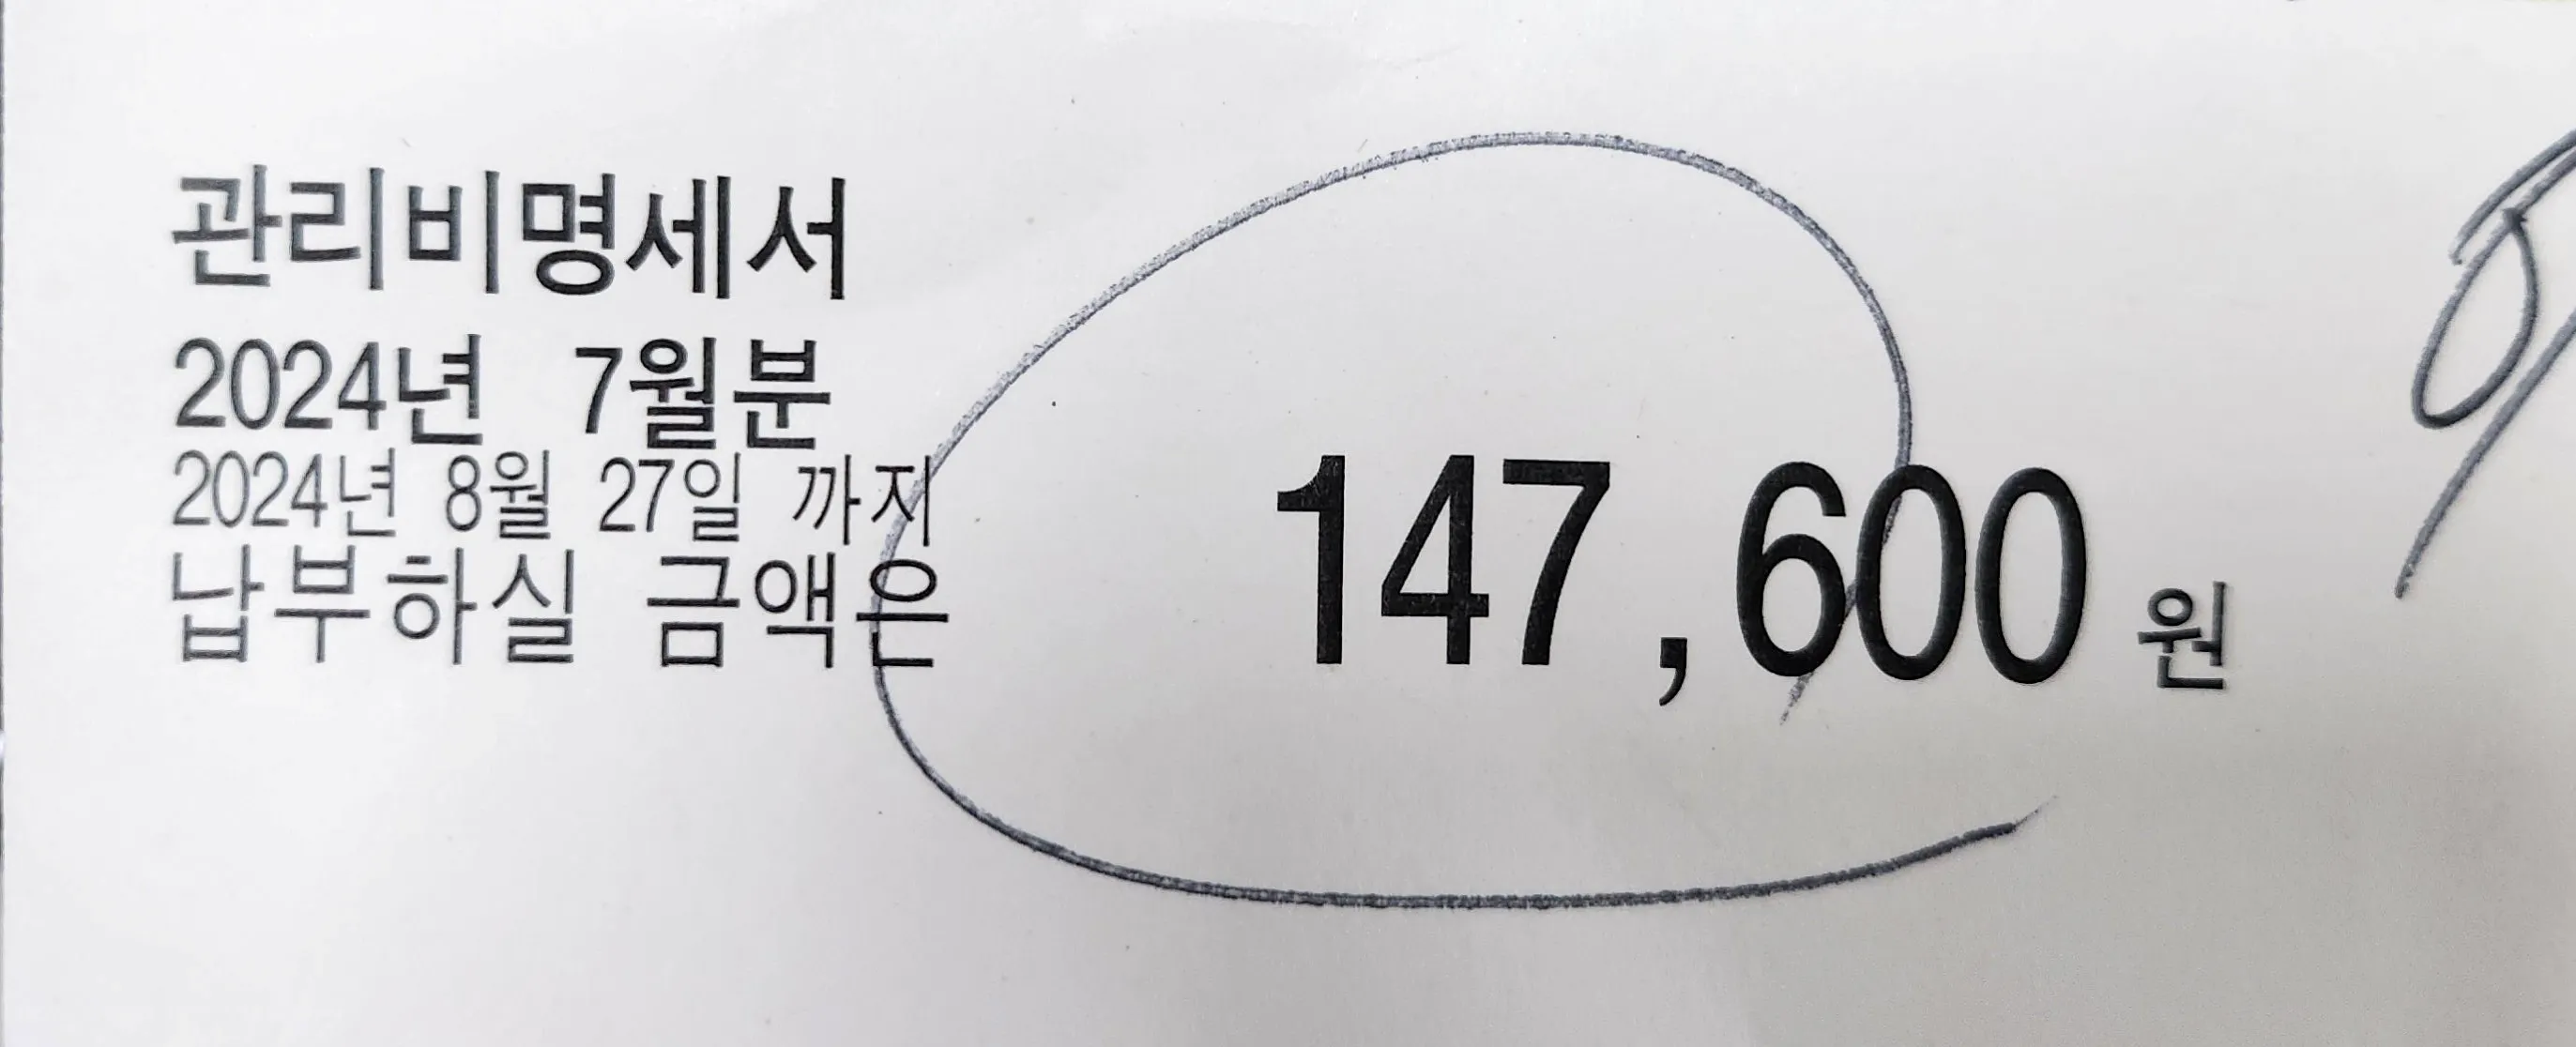 관리비명세서
2024년 7월분
2024년 8월 27일 까지
납부하실 금액은 147,600 원